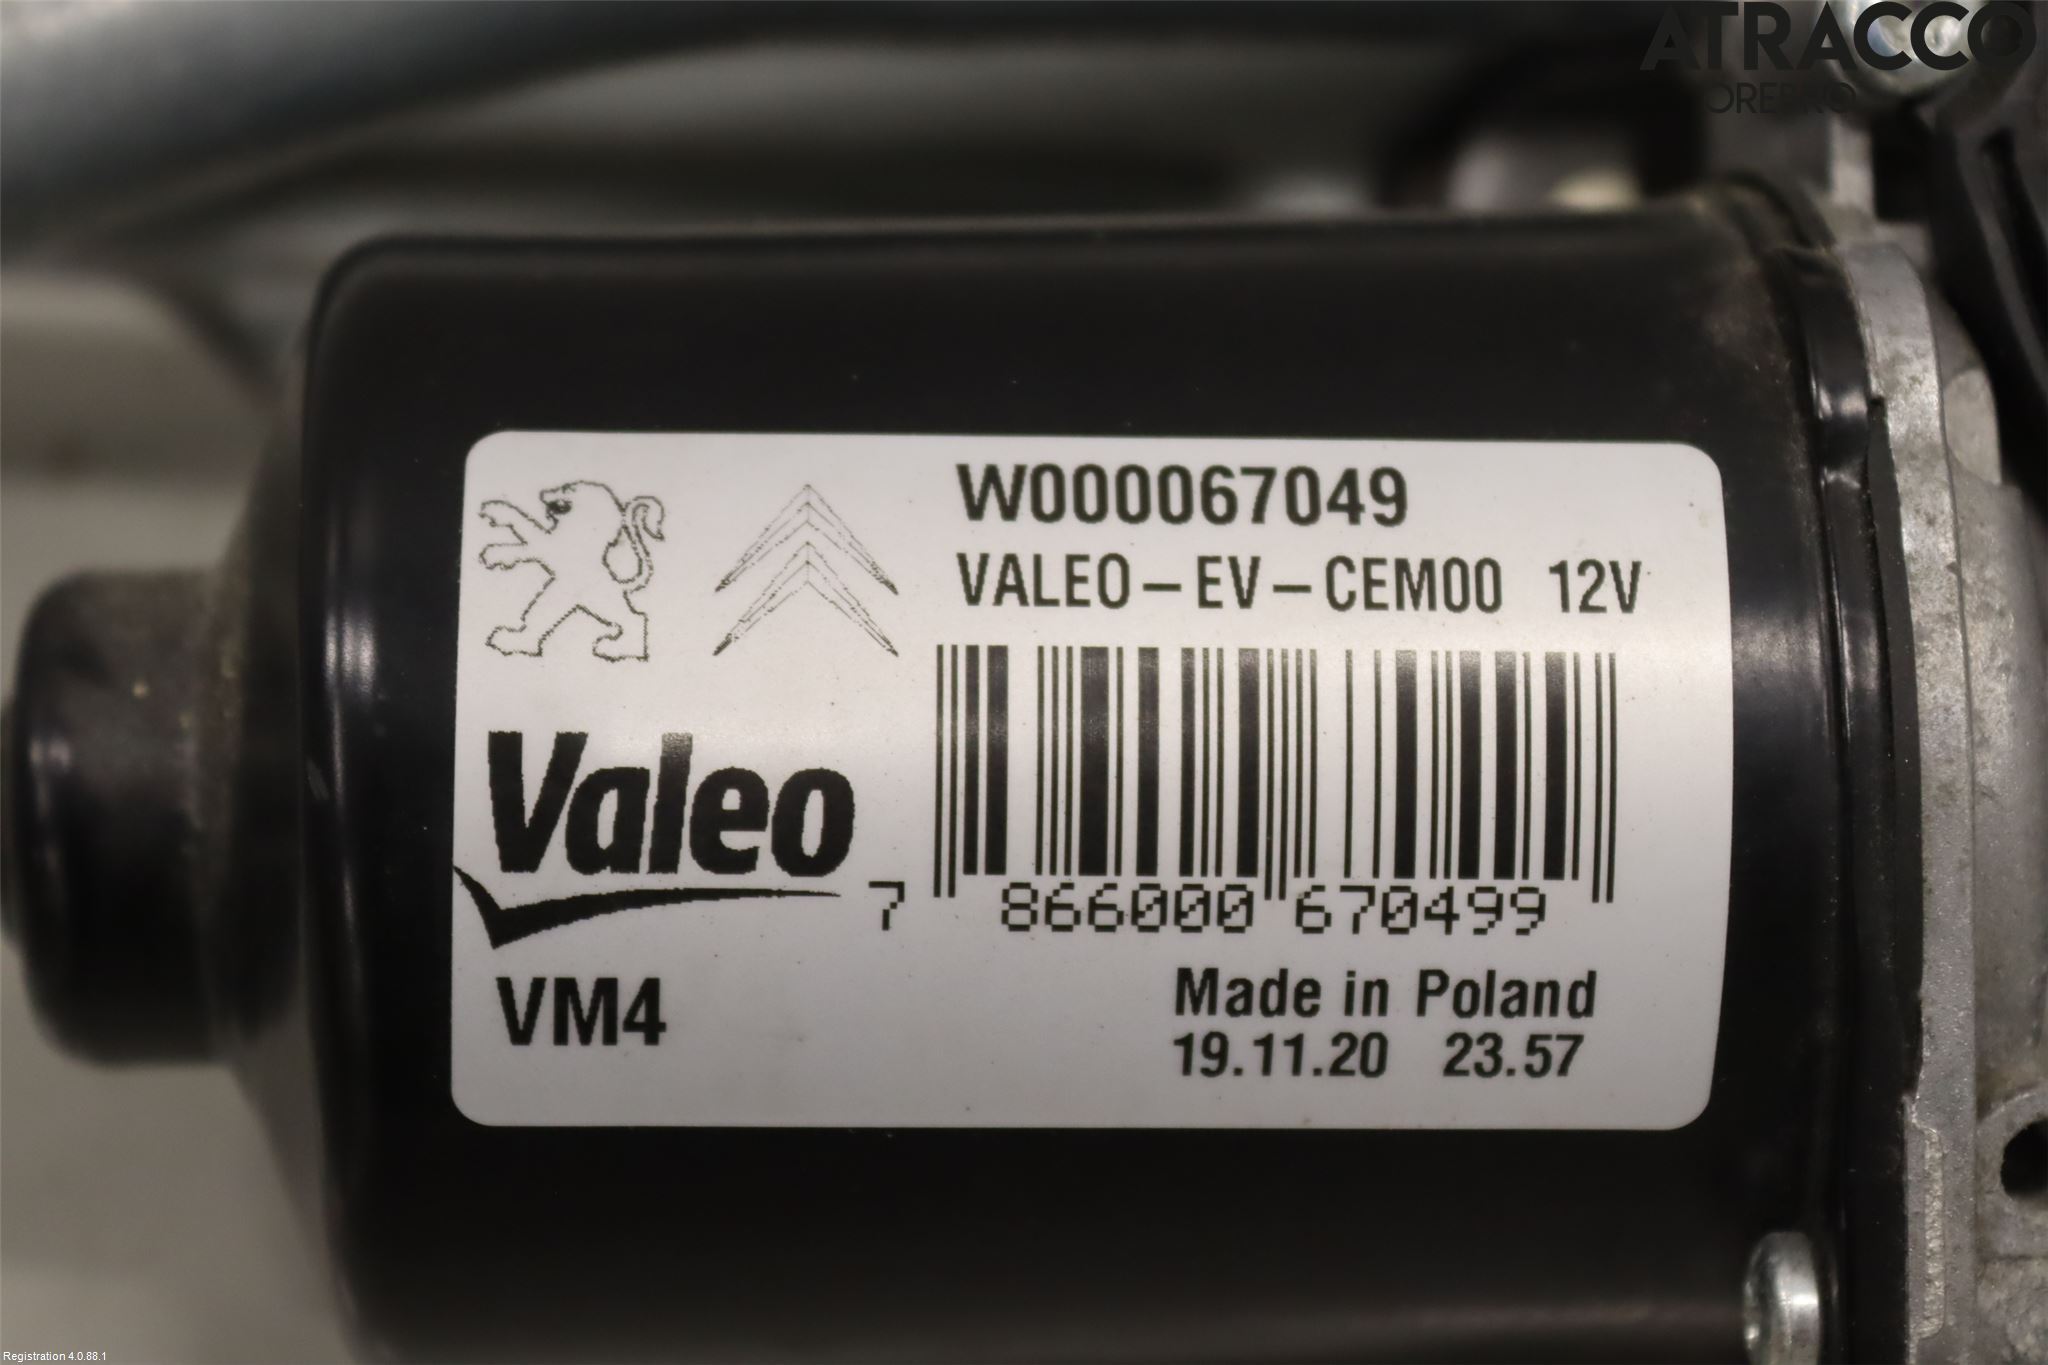 ATRACCO
ÖREBRO
W000067049
VALEO-EV-CEM00 12V
Valeo
7 866000 670499
VM4
Made in Poland
19.11.20 23.57
Registration 4.0.88.1